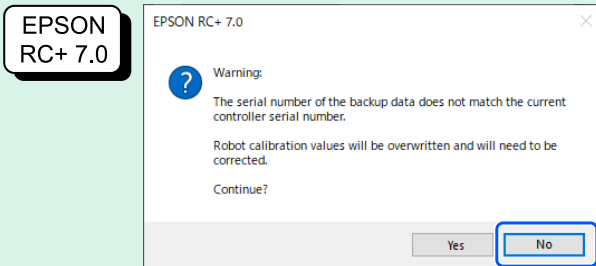 EPSON
RC+ 7.0
EPSON RC+ 7.0
Warning:
The serial number of the backup data does not match the current
controller serial number.
Robot calibration values will be overwritten and will need to be
corrected.
Continue?
Yes
No